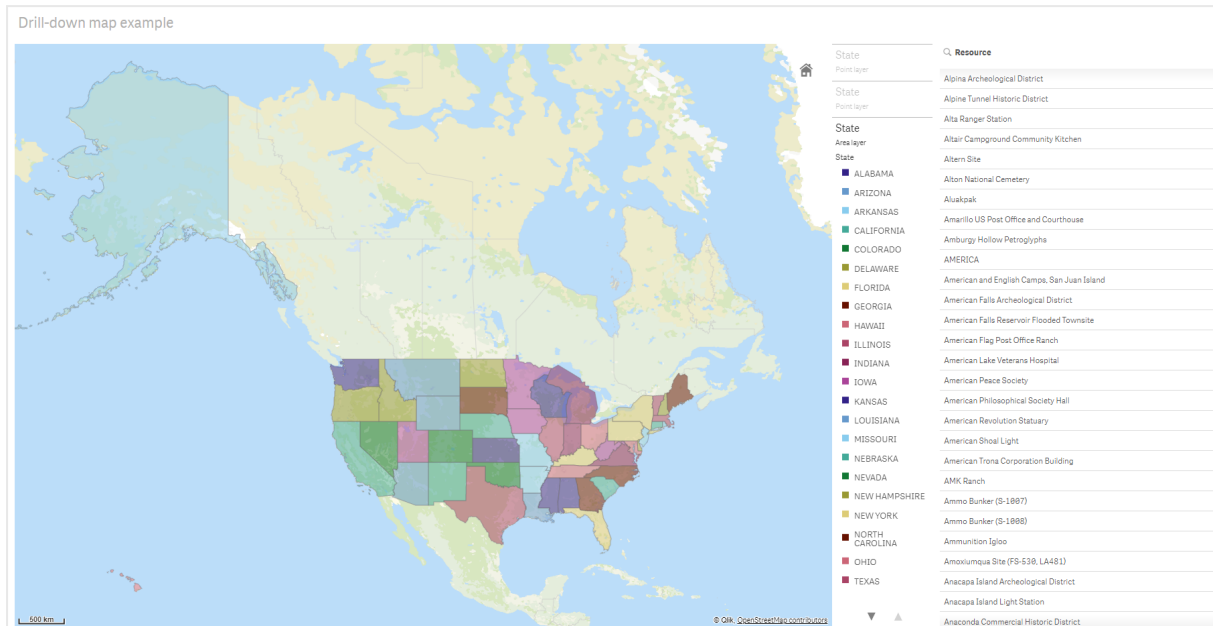 Drill-down map example
500 km
© Qlik, OpenStreetMap contributors
State
Point layer
State
Point layer
State
Area layer
State
ALABAMA
ARIZONA
ARKANSAS
CALIFORNIA
COLORADO
DELAWARE
FLORIDA
GEORGIA
HAWAII
ILLINOIS
INDIANA
IOWA
KANSAS
LOUISIANA
MISSOURI
NEBRASKA
NEVADA
NEW HAMPSHIRE
NEW YORK
NORTH
CAROLINA
OHIO
TEXAS
Resource
Alpina Archeological District
Alpine Tunnel Historic District
Alta Ranger Station
Altair Campground Community Kitchen
Altern Site
Alton National Cemetery
Aluakpak
Amarillo US Post Office and Courthouse
Amburgy Hollow Petroglyphs
AMERICA
American and English Camps, San Juan Island
American Falls Archeological District
American Falls Reservoir Flooded Townsite
American Flag Post Office Ranch
American Lake Veterans Hospital
American Peace Society
American Philosophical Society Hall
American Revolution Statuary
American Shoal Light
American Trona Corporation Building
AMK Ranch
Ammo Bunker (S-1007)
Ammo Bunker (S-1008)
Ammunition Igloo
Amoxiumqua Site (FS-530, LA481)
Anacapa Island Archeological District
Anacapa Island Light Station
Anaconda Commercial Historic District